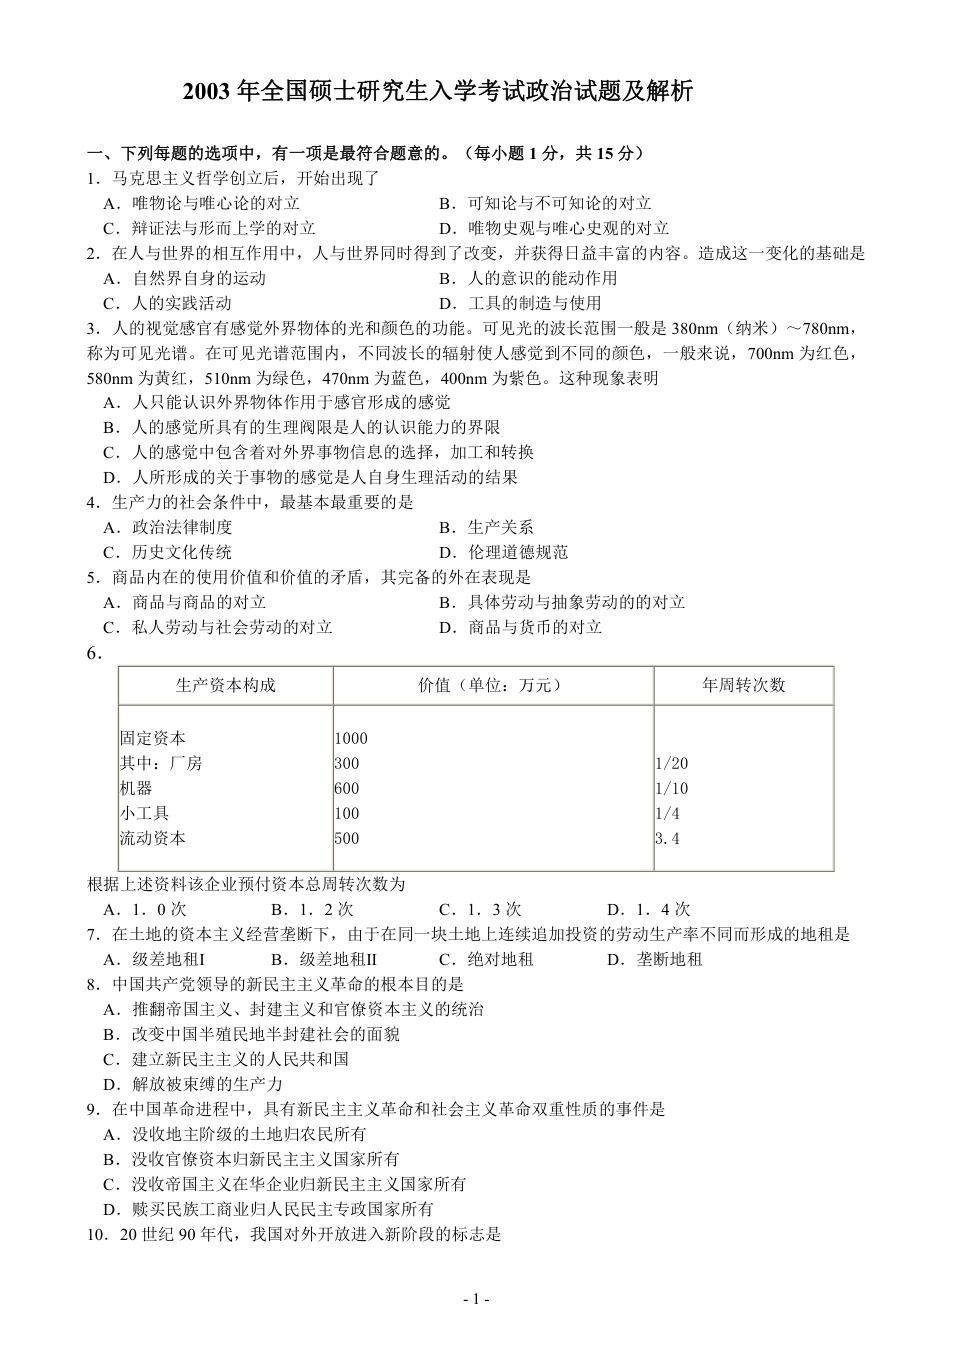 2003 年全国硕士研究生入学考试政治试题及解析
一、下列每题的选项中，有一项是最符合题意的。（每小题 1 分，共 15 分）
1．马克思主义哲学创立后，开始出现了
A．唯物论与唯心论的对立 B．可知论与不可知论的对立
C．辩证法与形而上学的对立 D．唯物史观与唯心史观的对立
2．在人与世界的相互作用中，人与世界同时得到了改变，并获得日益丰富的内容。造成这一变化的基础是
A．自然界自身的运动 B．人的意识的能动作用
C．人的实践活动 D．工具的制造与使用
3．人的视觉感官有感觉外界物体的光和颜色的功能。可见光的波长范围一般是 380nm（纳米）～780nm，
称为可见光谱。在可见光谱范围内，不同波长的辐射使人感觉到不同的颜色，一般来说，700nm 为红色，
580nm 为黄红，510nm 为绿色，470nm 为蓝色，400nm 为紫色。这种现象表明
A．人只能认识外界物体作用于感官形成的感觉
B．人的感觉所具有的生理阀限是人的认识能力的界限
C．人的感觉中包含着对外界事物信息的选择，加工和转换
D．人所形成的关于事物的感觉是人自身生理活动的结果
4．生产力的社会条件中，最基本最重要的是
A．政治法律制度 B．生产关系
C．历史文化传统 D．伦理道德规范
5．商品内在的使用价值和价值的矛盾，其完备的外在表现是
A．商品与商品的对立 B．具体劳动与抽象劳动的的对立
C．私人劳动与社会劳动的对立 D．商品与货币的对立
6．
生产资本构成 价值（单位：万元） 年周转次数
固定资本 1000
其中：厂房 300 1/20
机器 600 1/10
小工具 100 1/4
流动资本 500 3.4
根据上述资料该企业预付资本总周转次数为
A．1．0 次 B．1．2 次 C．1．3 次 D．1．4 次
7．在土地的资本主义经营垄断下，由于在同一块土地上连续追加投资的劳动生产率不同而形成的地租是
A．级差地租I B．级差地租II C．绝对地租 D．垄断地租
8．中国共产党领导的新民主主义革命的根本目的是
A．推翻帝国主义、封建主义和官僚资本主义的统治
B．改变中国半殖民地半封建社会的面貌
C．建立新民主主义的人民共和国
D．解放被束缚的生产力
9．在中国革命进程中，具有新民主主义革命和社会主义革命双重性质的事件是
A．没收地主阶级的土地归农民所有
B．没收官僚资本归新民主主义国家所有
C．没收帝国主义在华企业归新民主主义国家所有
D．赎买民族工商业归人民民主专政国家所有
10．20 世纪 90 年代，我国对外开放进入新阶段的标志是
- 1 -